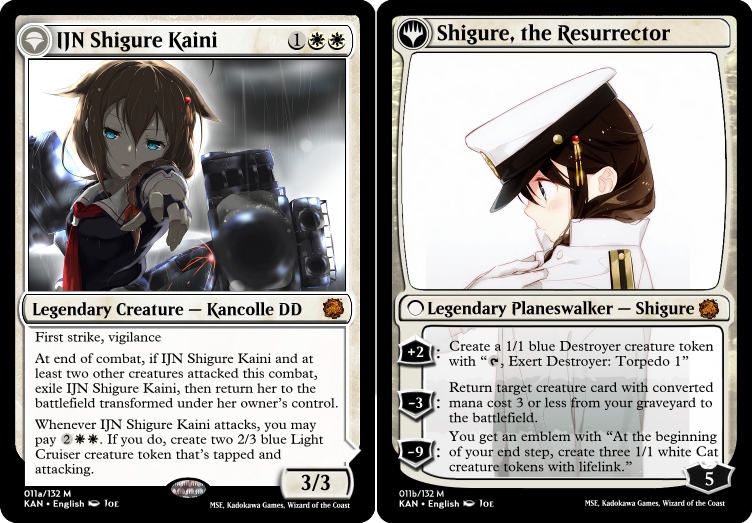 IJN Shigure Kaini 1
Legendary Creature — Kancolle DD
First strike, vigilance
At end of combat, if IJN Shigure Kaini and at
least two other creatures attacked this combat,
exile IJN Shigure Kaini, then return her to the
battlefield transformed under her owner's control.
Whenever IJN Shigure Kaini attacks, you may
pay 2. If you do, create two 2/3 blue Light
Cruiser creature token that's tapped and
attacking.
3/3
011a/132 M
KAN • English JOE
MSE, Kadokawa Games, Wizard of the Coast
Shigure, the Resurrector
Legendary Planeswalker — Shigure
+2: Create a 1/1 blue Destroyer creature token
with “, Exert Destroyer: Torpedo 1”
-3: Return target creature card with converted
mana cost 3 or less from your graveyard to
the battlefield.
-9: You get an emblem with “At the beginning
of your end step, create three 1/1 white Cat
creature tokens with lifelink.”
5
011b/132 M
KAN • English JOE
MSE, Kadokawa Games, Wizard of the Coast